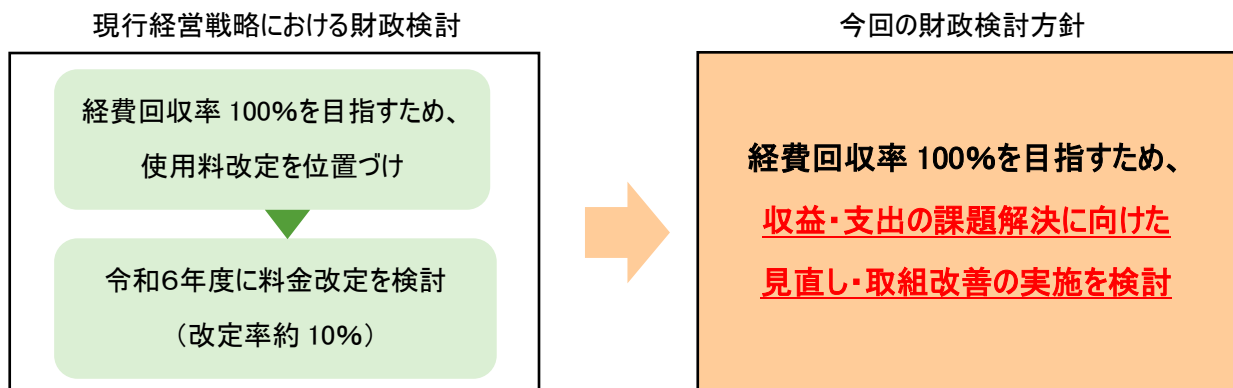 現行経営戦略における財政検討
経費回収率 100%を目指すため、
使用料改定を位置づけ
令和6年度に料金改定を検討
（改定率約 10%）
今回の財政検討方針
経費回収率 100%を目指すため、
収益・支出の課題解決に向けた
見直し・取組改善の実施を検討